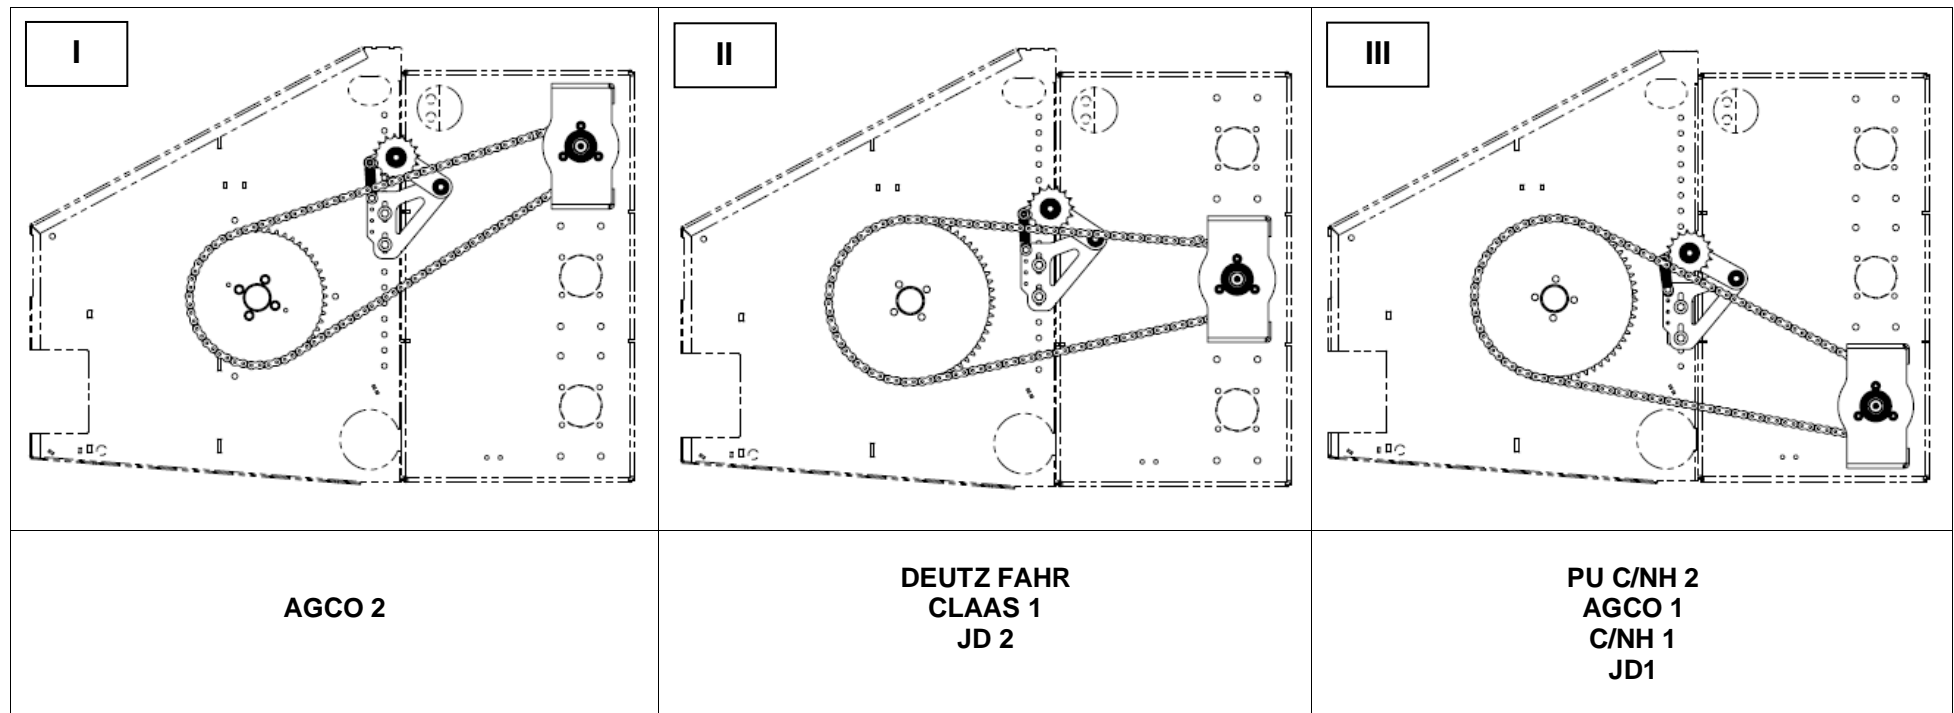 I
II
III
AGCO 2
DEUTZ FAHR
CLAAS 1
JD 2
PU C/NH 2
AGCO 1
C/NH 1
JD1